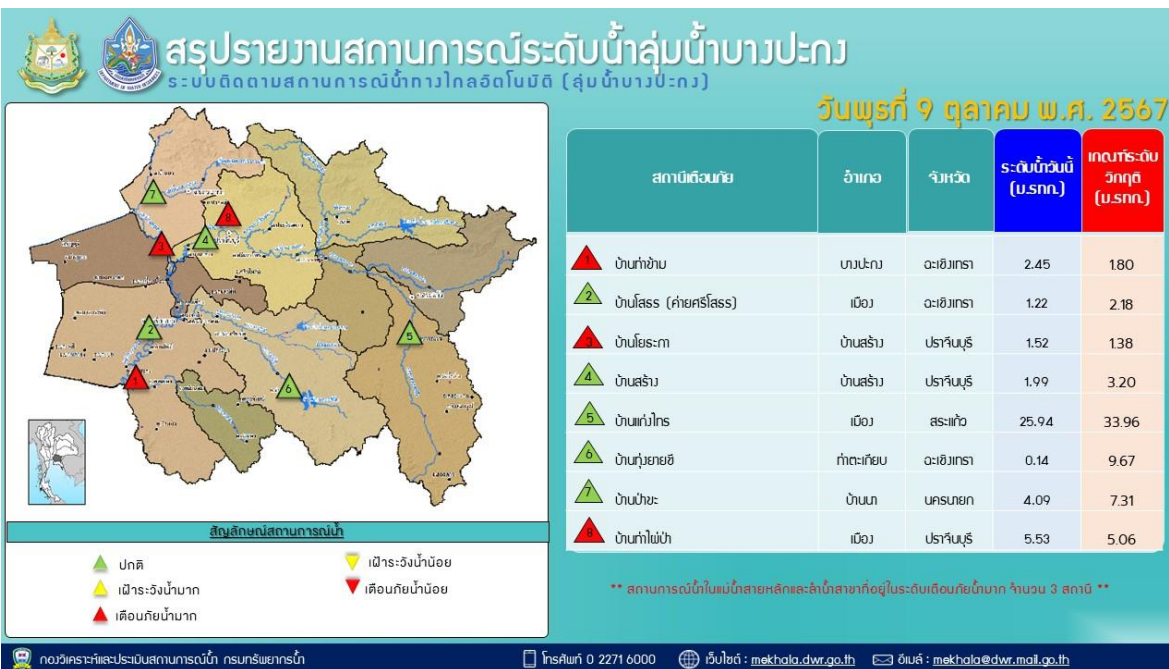 สรุปรายงานสถานการณ์ระดับน้ำลุ่มน้ำบางปะกง
ระบบติดตามสถานการณ์น้ำทางไกลอัตโนมัติ (ลุ่มน้ำบางปะกง)
วันพุธที่ 9 ตุลาคม พ.ศ. 2567
สถานีเตือนภัย อำเภอ จังหวัด ระดับน้ำวันนี้ (ม.รทก.) เกณฑ์ระดับวิกฤติ (ม.รทก.)
1 บ้านท่าข้าม บางปะกง ฉะเชิงเทรา 2.45 1.80
2 บ้านโสธร (ค่ายศรีโสธร) เมือง ฉะเชิงเทรา 1.22 2.18
3 บ้านโยธะกา บ้านสร้าง ปราจีนบุรี 1.52 1.38
4 บ้านสร้าง บ้านสร้าง ปราจีนบุรี 1.99 3.20
5 บ้านแก่งไทร เมือง สระแก้ว 25.94 33.96
6 บ้านทุ่งยายชี ท่าตะเกียบ ฉะเชิงเทรา 0.14 9.67
7 บ้านป่าขะ บ้านนา นครนายก 4.09 7.31
8 บ้านท่าไผ่ป่า เมือง ปราจีนบุรี 5.53 5.06
7
8
3
4
2
5
1
6
สัญลักษณ์สถานการณ์น้ำ
ปกติ
เฝ้าระวังน้ำน้อย
เฝ้าระวังน้ำมาก
เตือนภัยน้ำน้อย
เตือนภัยน้ำมาก
** สถานการณ์น้ำในแม่น้ำสายหลักและลำน้ำสาขาที่อยู่ในระดับเตือนภัยน้ำมาก จำนวน 3 สถานี **
กองวิเคราะห์และประเมินสถานการณ์น้ำ กรมทรัพยากรน้ำ
โทรศัพท์ 0 2271 6000
เว็บไซต์ : mekhala.dwr.go.th
อีเมล์ : mekhala@dwr.mail.go.th